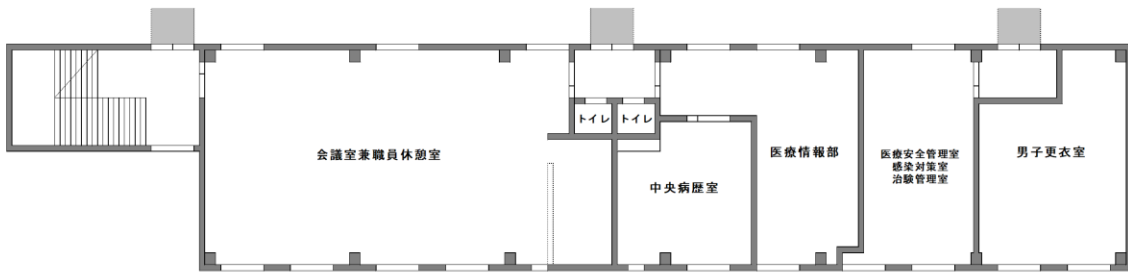 トイレ
トイレ
会議室兼職員休憩室
医療情報部
医療安全管理室
感染対策室
治験管理室
男子更衣室
中央病歴室